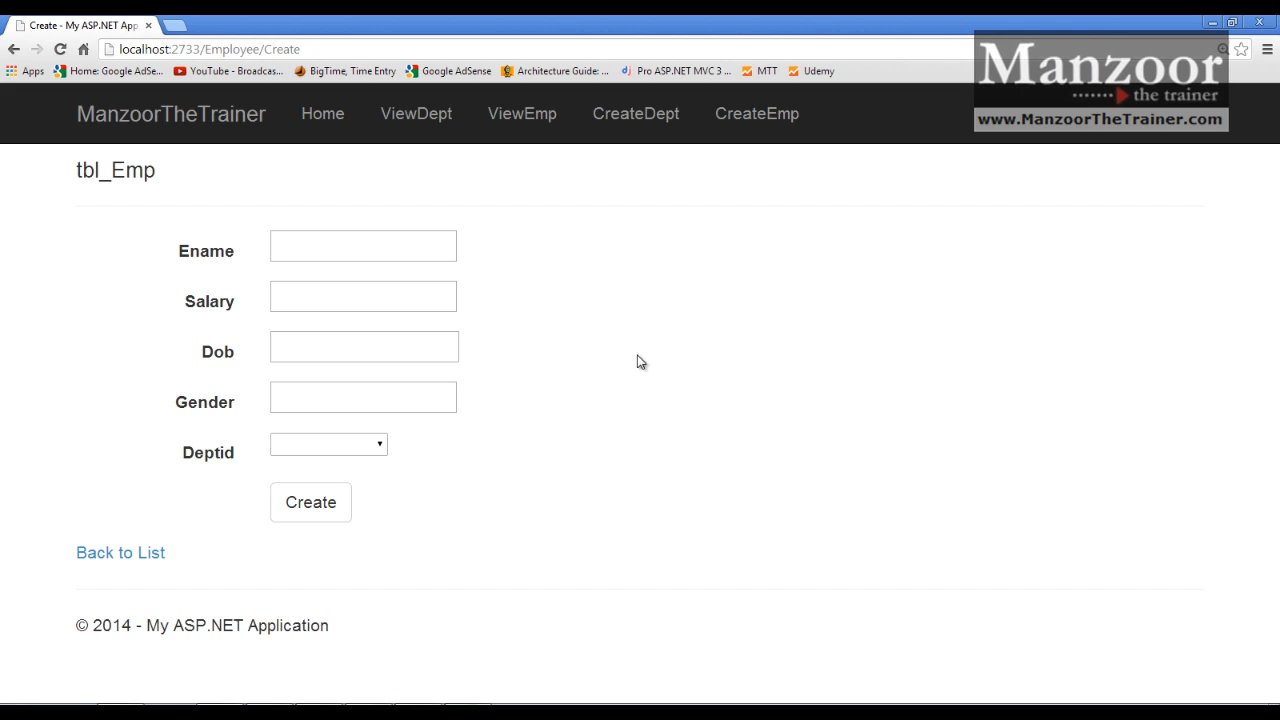 Create - My ASP.NET App
localhost:2733/Employee/Create
Apps Home: Google AdSe... YouTube - Broadcas... BigTime, Time Entry Google AdSense Architecture Guide: ... Pro ASP.NET MVC 3 ... MTT Udemy
Manzoor
the trainer
www.ManzoorTheTrainer.com
ManzoorTheTrainer Home ViewDept ViewEmp CreateDept CreateEmp
tbl_Emp
Ename
Salary
Dob
Gender
Deptid
Create
Back to List
© 2014 - My ASP.NET Application